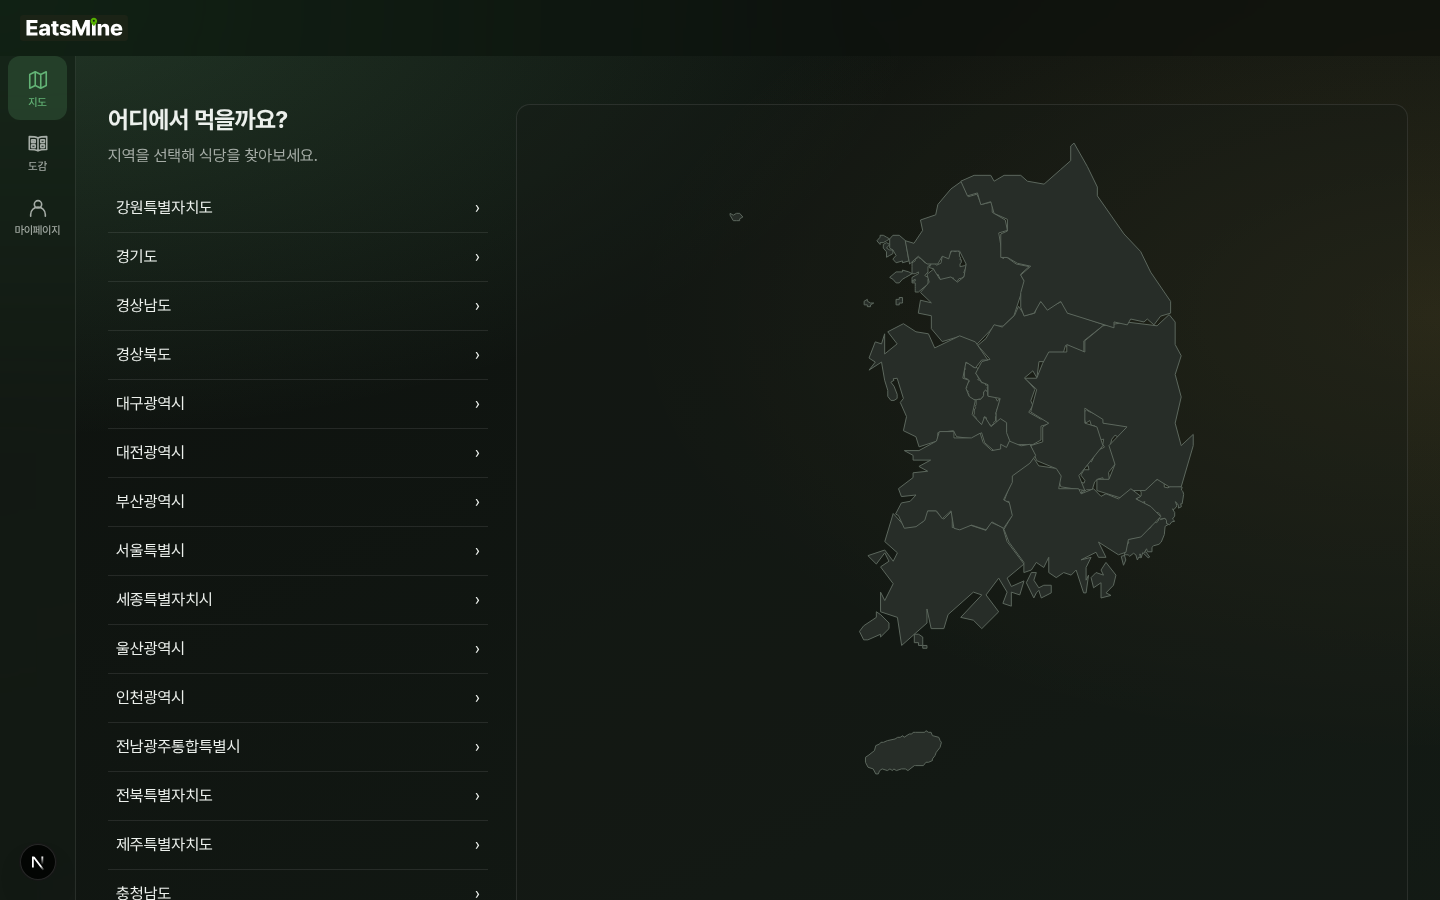 EatsMine
지도
도감
마이페이지
어디에서 먹을까요?
지역을 선택해 식당을 찾아보세요.
강원특별자치도 ›
경기도 ›
경상남도 ›
경상북도 ›
대구광역시 ›
대전광역시 ›
부산광역시 ›
서울특별시 ›
세종특별자치시 ›
울산광역시 ›
인천광역시 ›
전남광주통합특별시 ›
전북특별자치도 ›
제주특별자치도 ›
충청남도 ›
N